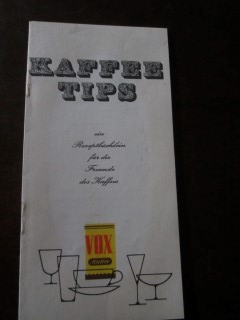 KAFFEE
TIPS
ein
Rezeptbüchlein
für die
Freunde
des Kaffees
VOX